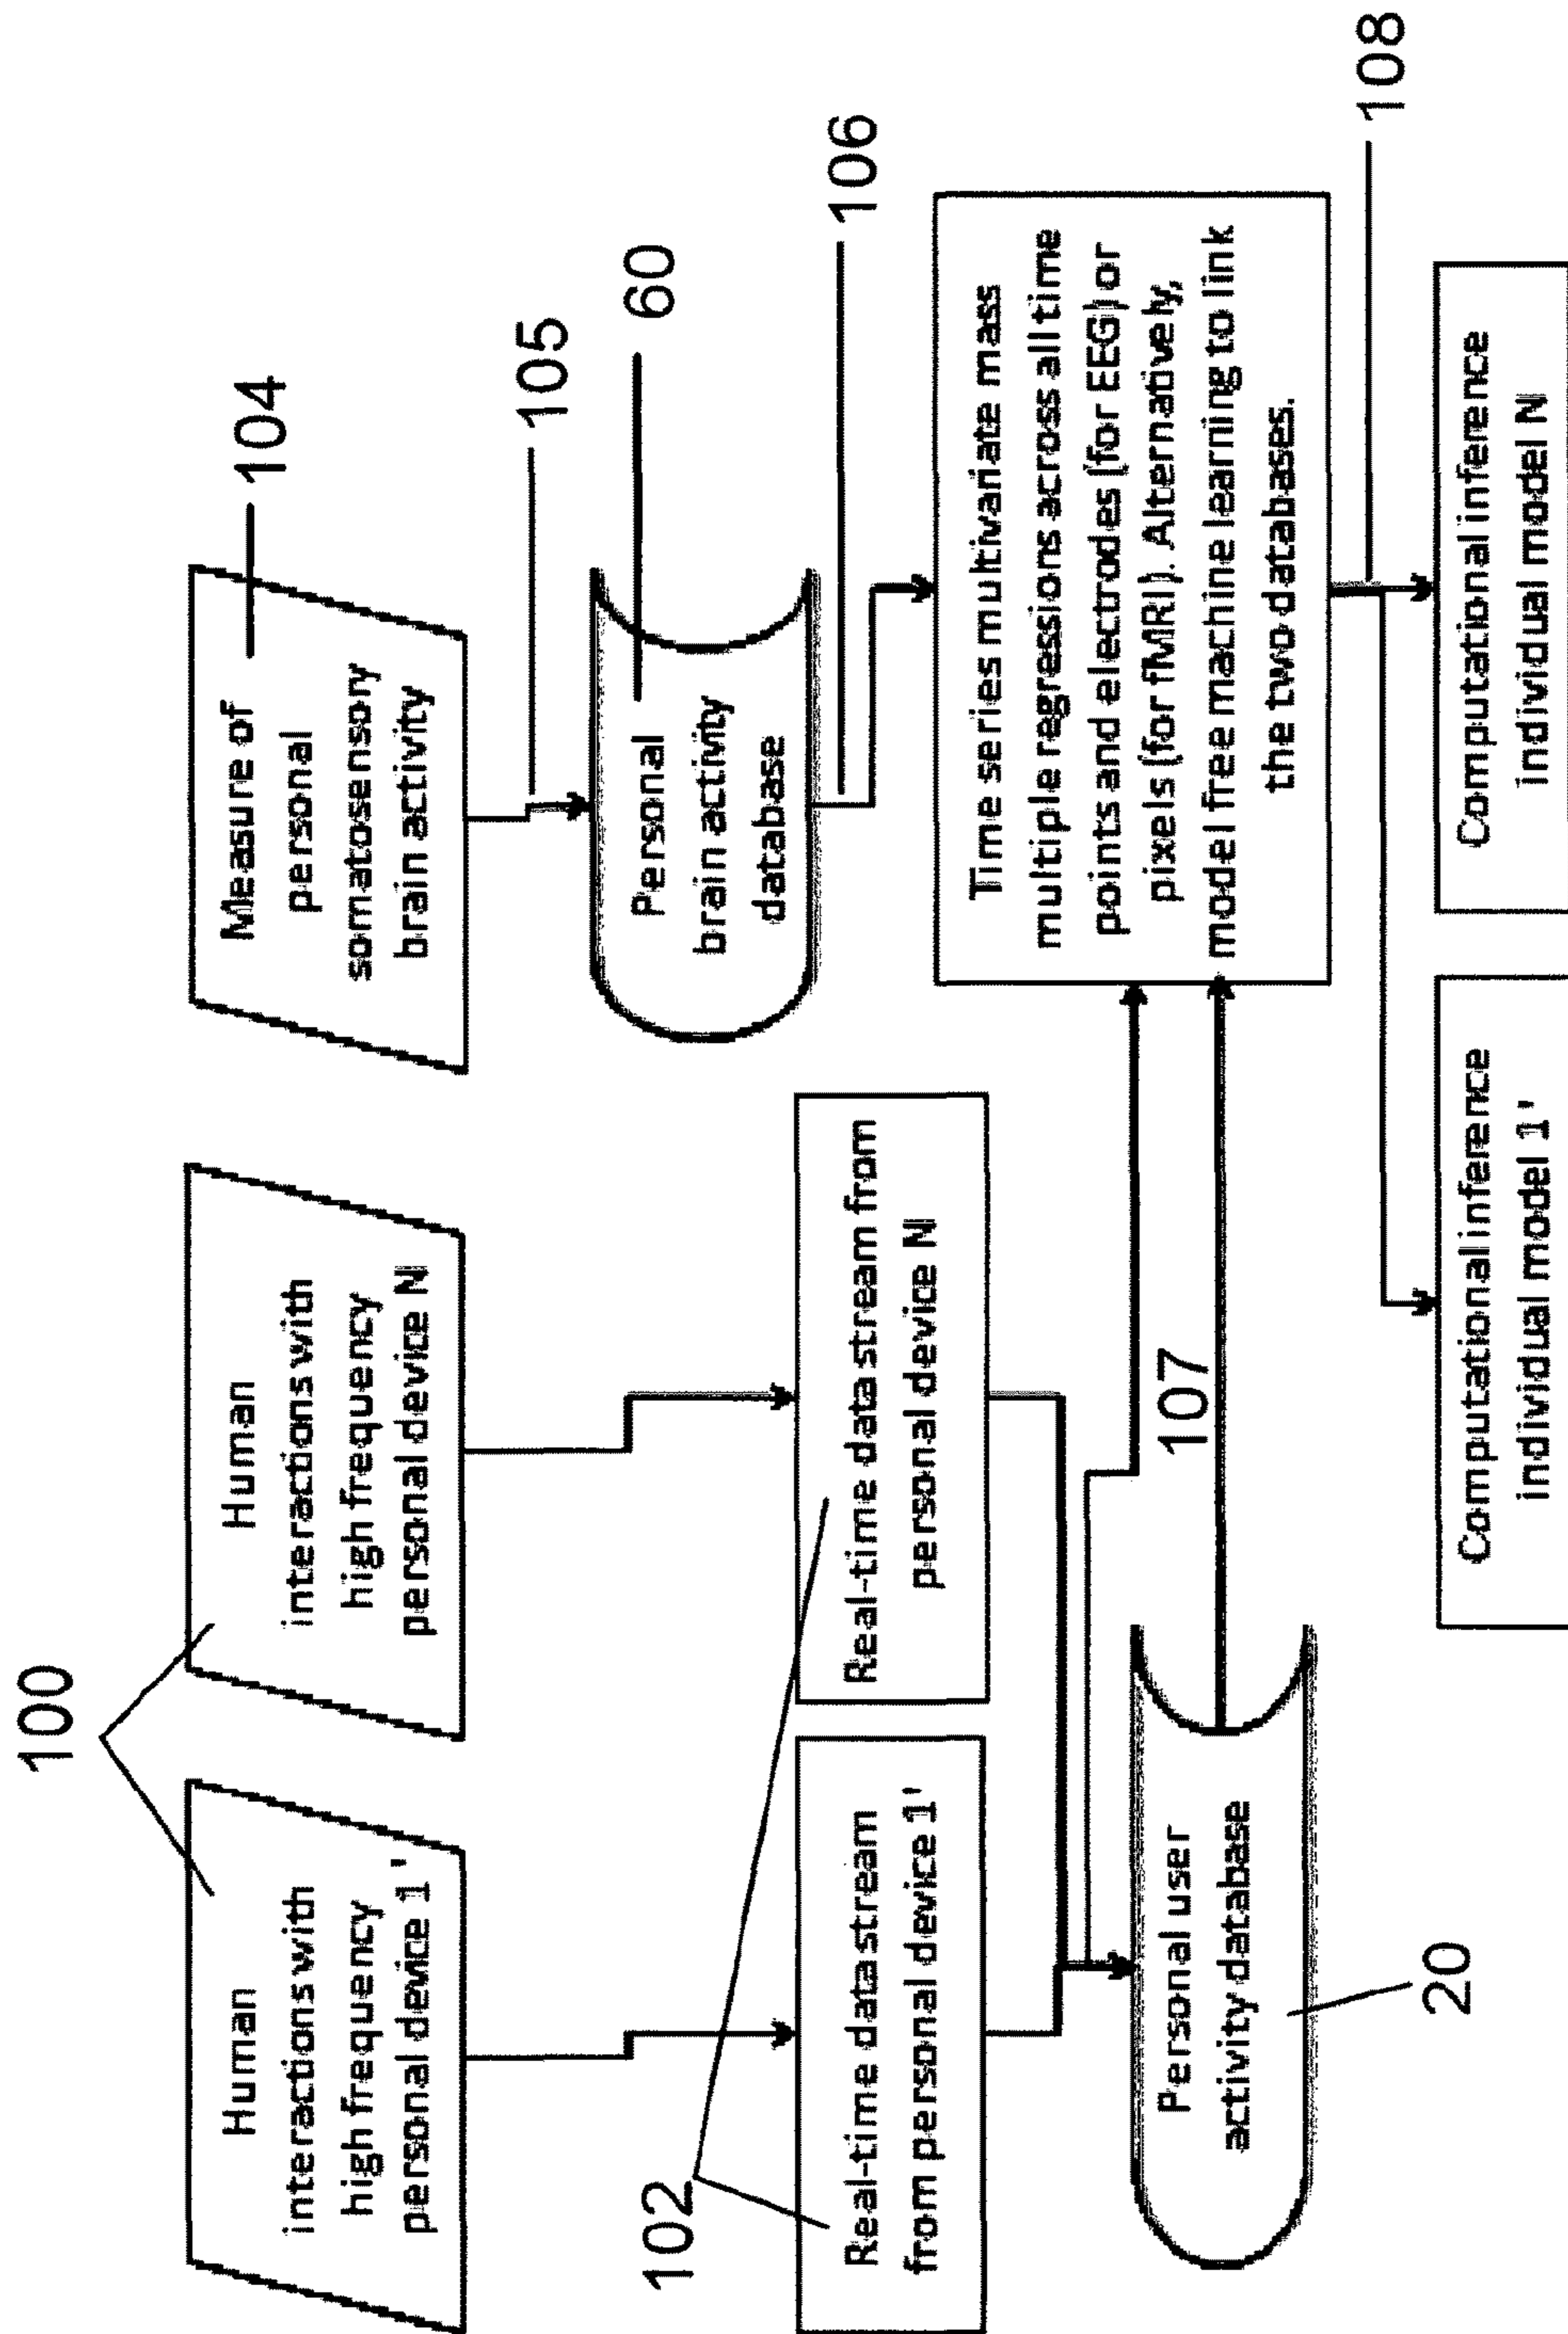 100
Human
interactions with
high frequency
personal device 1'
Human
interactions with
high frequency
personal device N
Measure of
personal
somatosensory
brain activity
104
105
102
Real-time data stream
from personal device 1'
Real-time data stream from
personal device N
Personal
brain activity
database
60
106
Personal user
activity database
20
107
Time series multivariate mass
multiple regressions across all time
points and electrodes (for EEG) or
pixels (for fMRI). Alternatively,
model free machine learning to link
the two databases.
108
Computational inference
individual model 1'
Computational inference
individual model N